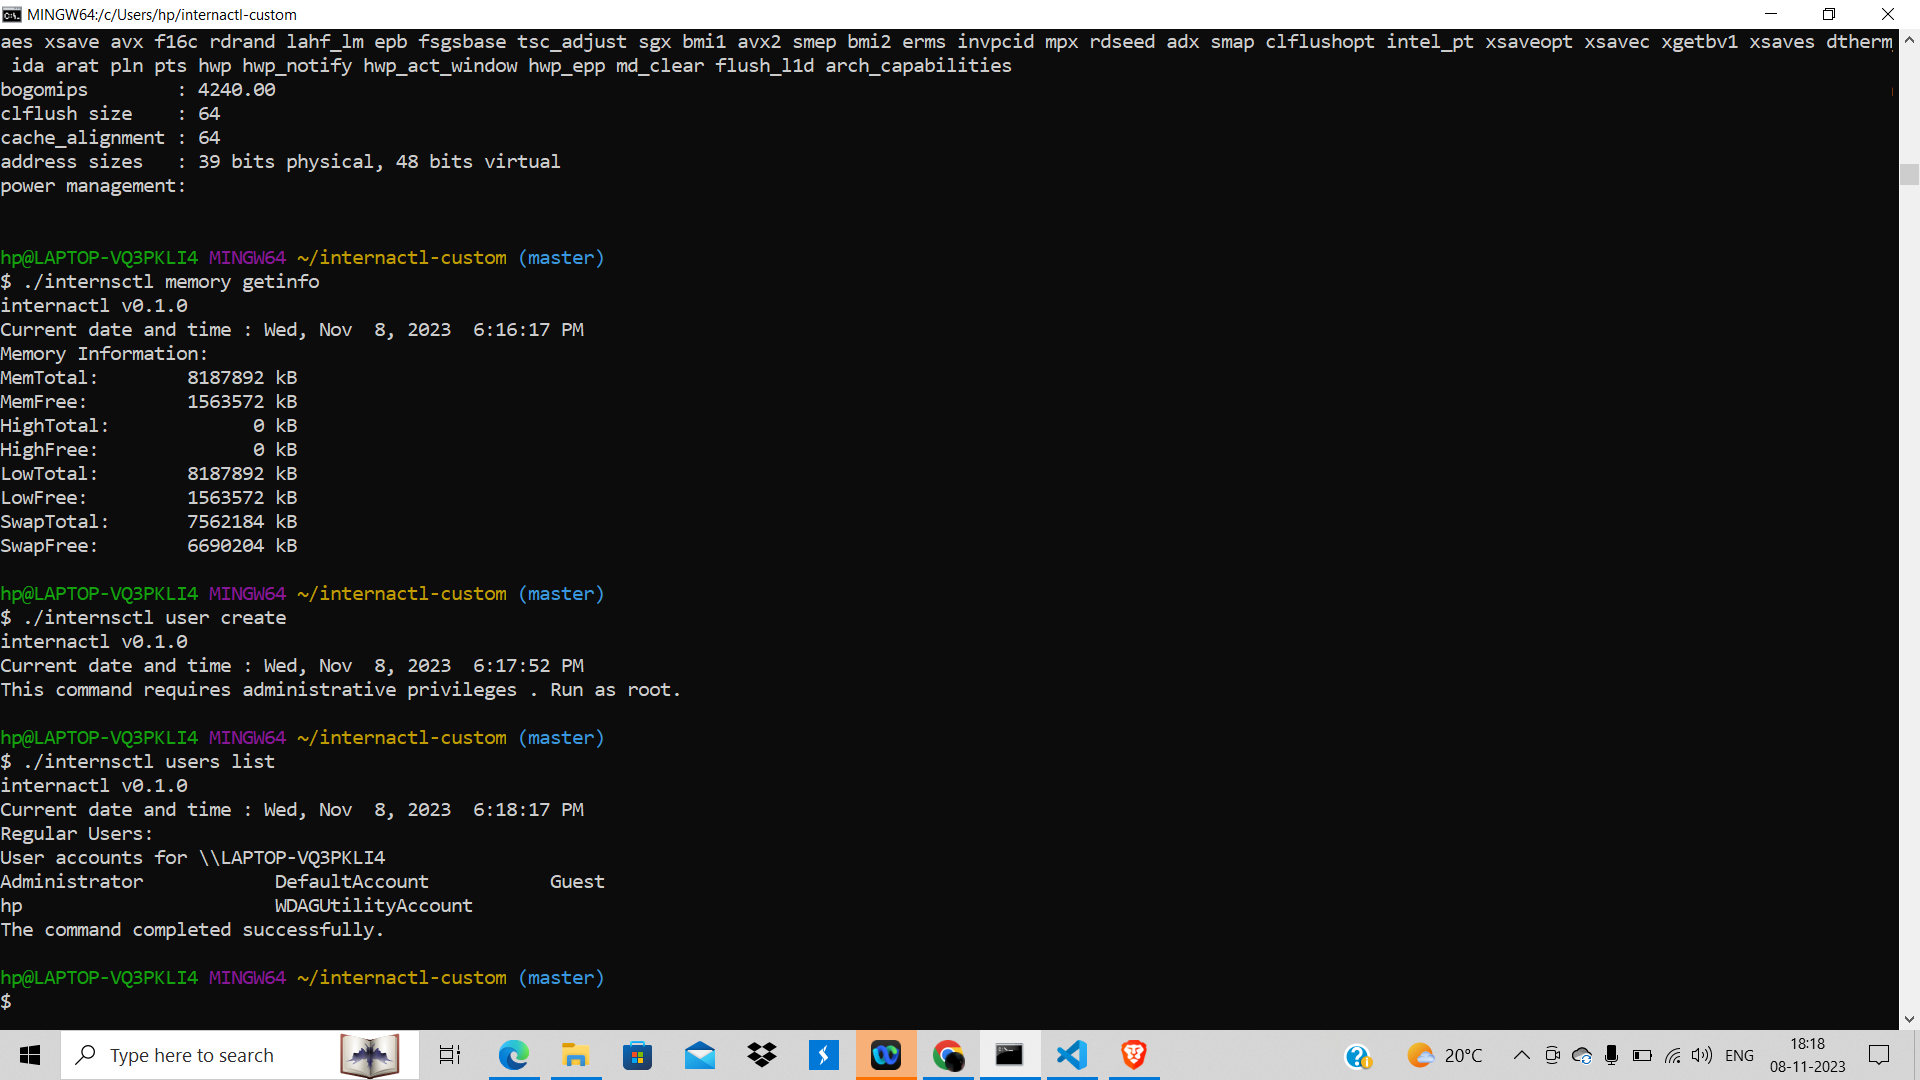 MINGW64:/c/Users/hp/internactl-custom
aes xsave avx f16c rdrand lahf_lm epb fsgsbase tsc_adjust sgx bmi1 avx2 smep bmi2 erms invpcid mpx rdseed adx smap clflushopt intel_pt xsaveopt xsavec xgetbv1 xsaves dtherm
ida arat pln pts hwp hwp_notify hwp_act_window hwp_epp md_clear flush_l1d arch_capabilities
bogomips        : 4240.00
clflush size    : 64
cache_alignment : 64
address sizes   : 39 bits physical, 48 bits virtual
power management:
hp@LAPTOP-VQ3PKLI4 MINGW64 ~/internactl-custom (master)
$ ./internsctl memory getinfo
internactl v0.1.0
Current date and time : Wed, Nov  8, 2023  6:16:17 PM
Memory Information:
MemTotal:        8187892 kB
MemFree:         1563572 kB
HighTotal:             0 kB
HighFree:              0 kB
LowTotal:        8187892 kB
LowFree:         1563572 kB
SwapTotal:       7562184 kB
SwapFree:        6690204 kB
hp@LAPTOP-VQ3PKLI4 MINGW64 ~/internactl-custom (master)
$ ./internsctl user create
internactl v0.1.0
Current date and time : Wed, Nov  8, 2023  6:17:52 PM
This command requires administrative privileges . Run as root.
hp@LAPTOP-VQ3PKLI4 MINGW64 ~/internactl-custom (master)
$ ./internsctl users list
internactl v0.1.0
Current date and time : Wed, Nov  8, 2023  6:18:17 PM
Regular Users:
User accounts for \\LAPTOP-VQ3PKLI4
Administrator            DefaultAccount           Guest
hp                       WDAGUtilityAccount
The command completed successfully.
hp@LAPTOP-VQ3PKLI4 MINGW64 ~/internactl-custom (master)
$
Type here to search
20°C
ENG
18:18
08-11-2023